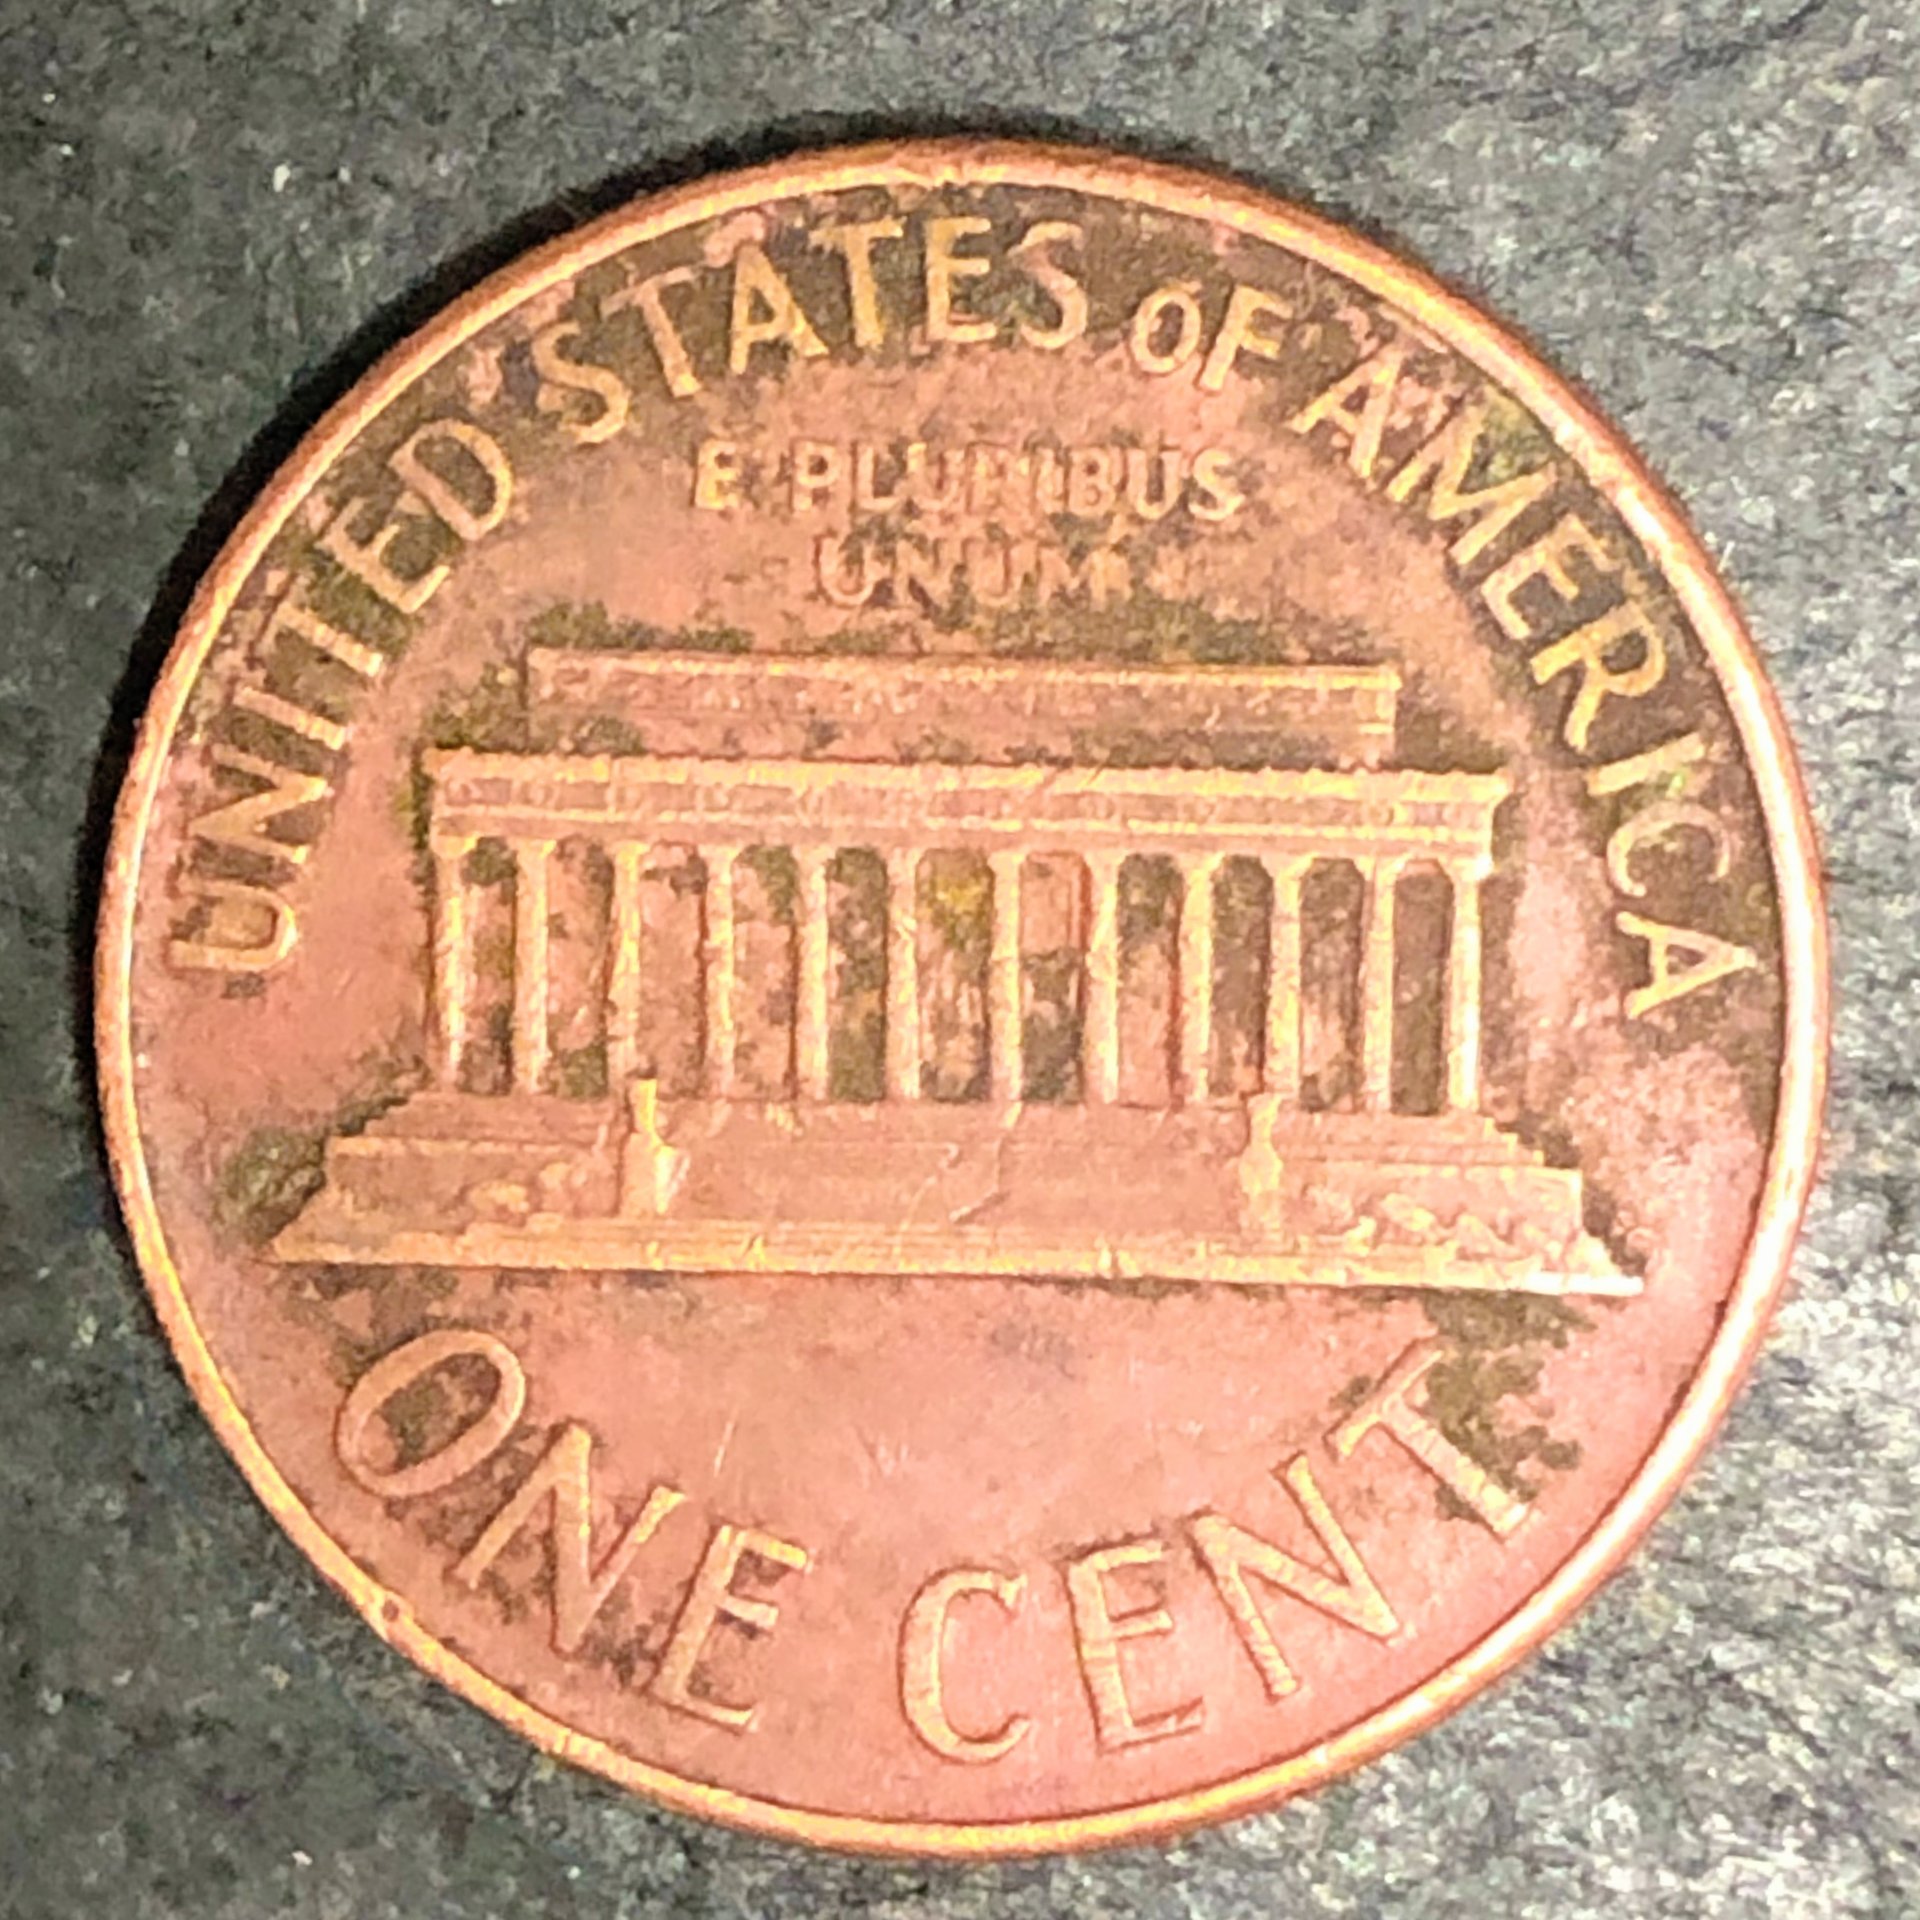 UNITED STATES OF AMERICA
E PLURIBUS
UNUM
ONE CENT